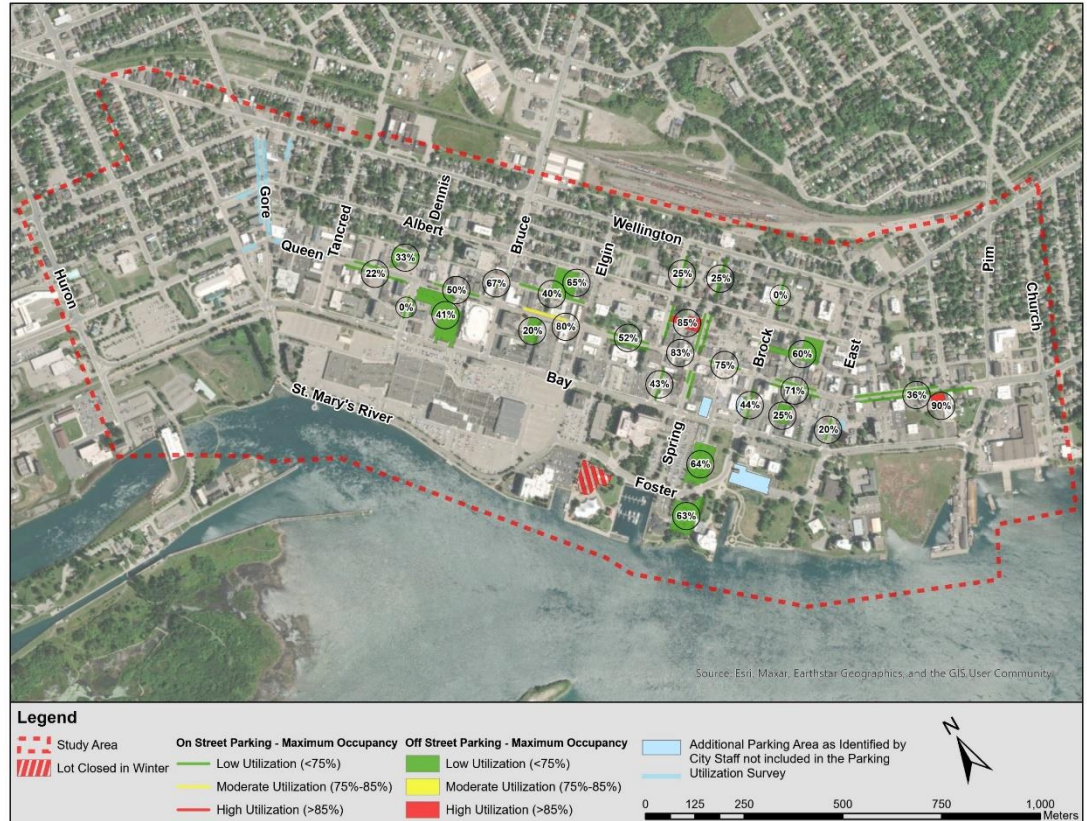 Gore
Tancred
Dennis
Albert
Bruce
Elgin
Wellington
Queen
Huron
Pim
Church
33%
22%
50%
67%
40%
65%
25%
25%
0%
0%
41%
20%
80%
52%
85%
83%
75%
Brock
60%
East
Bay
43%
44%
71%
25%
20%
36%
90%
St. Mary's River
Spring
64%
Foster
63%
Source: Esri, Maxar, Earthstar Geographics, and the GIS User Community
Legend
Study Area
Lot Closed in Winter
On Street Parking - Maximum Occupancy
Low Utilization (<75%)
Moderate Utilization (75%-85%)
High Utilization (>85%)
Off Street Parking - Maximum Occupancy
Low Utilization (<75%)
Moderate Utilization (75%-85%)
High Utilization (>85%)
Additional Parking Area as Identified by
City Staff not included in the Parking
Utilization Survey
N
0 125 250 500 750 1,000
Meters